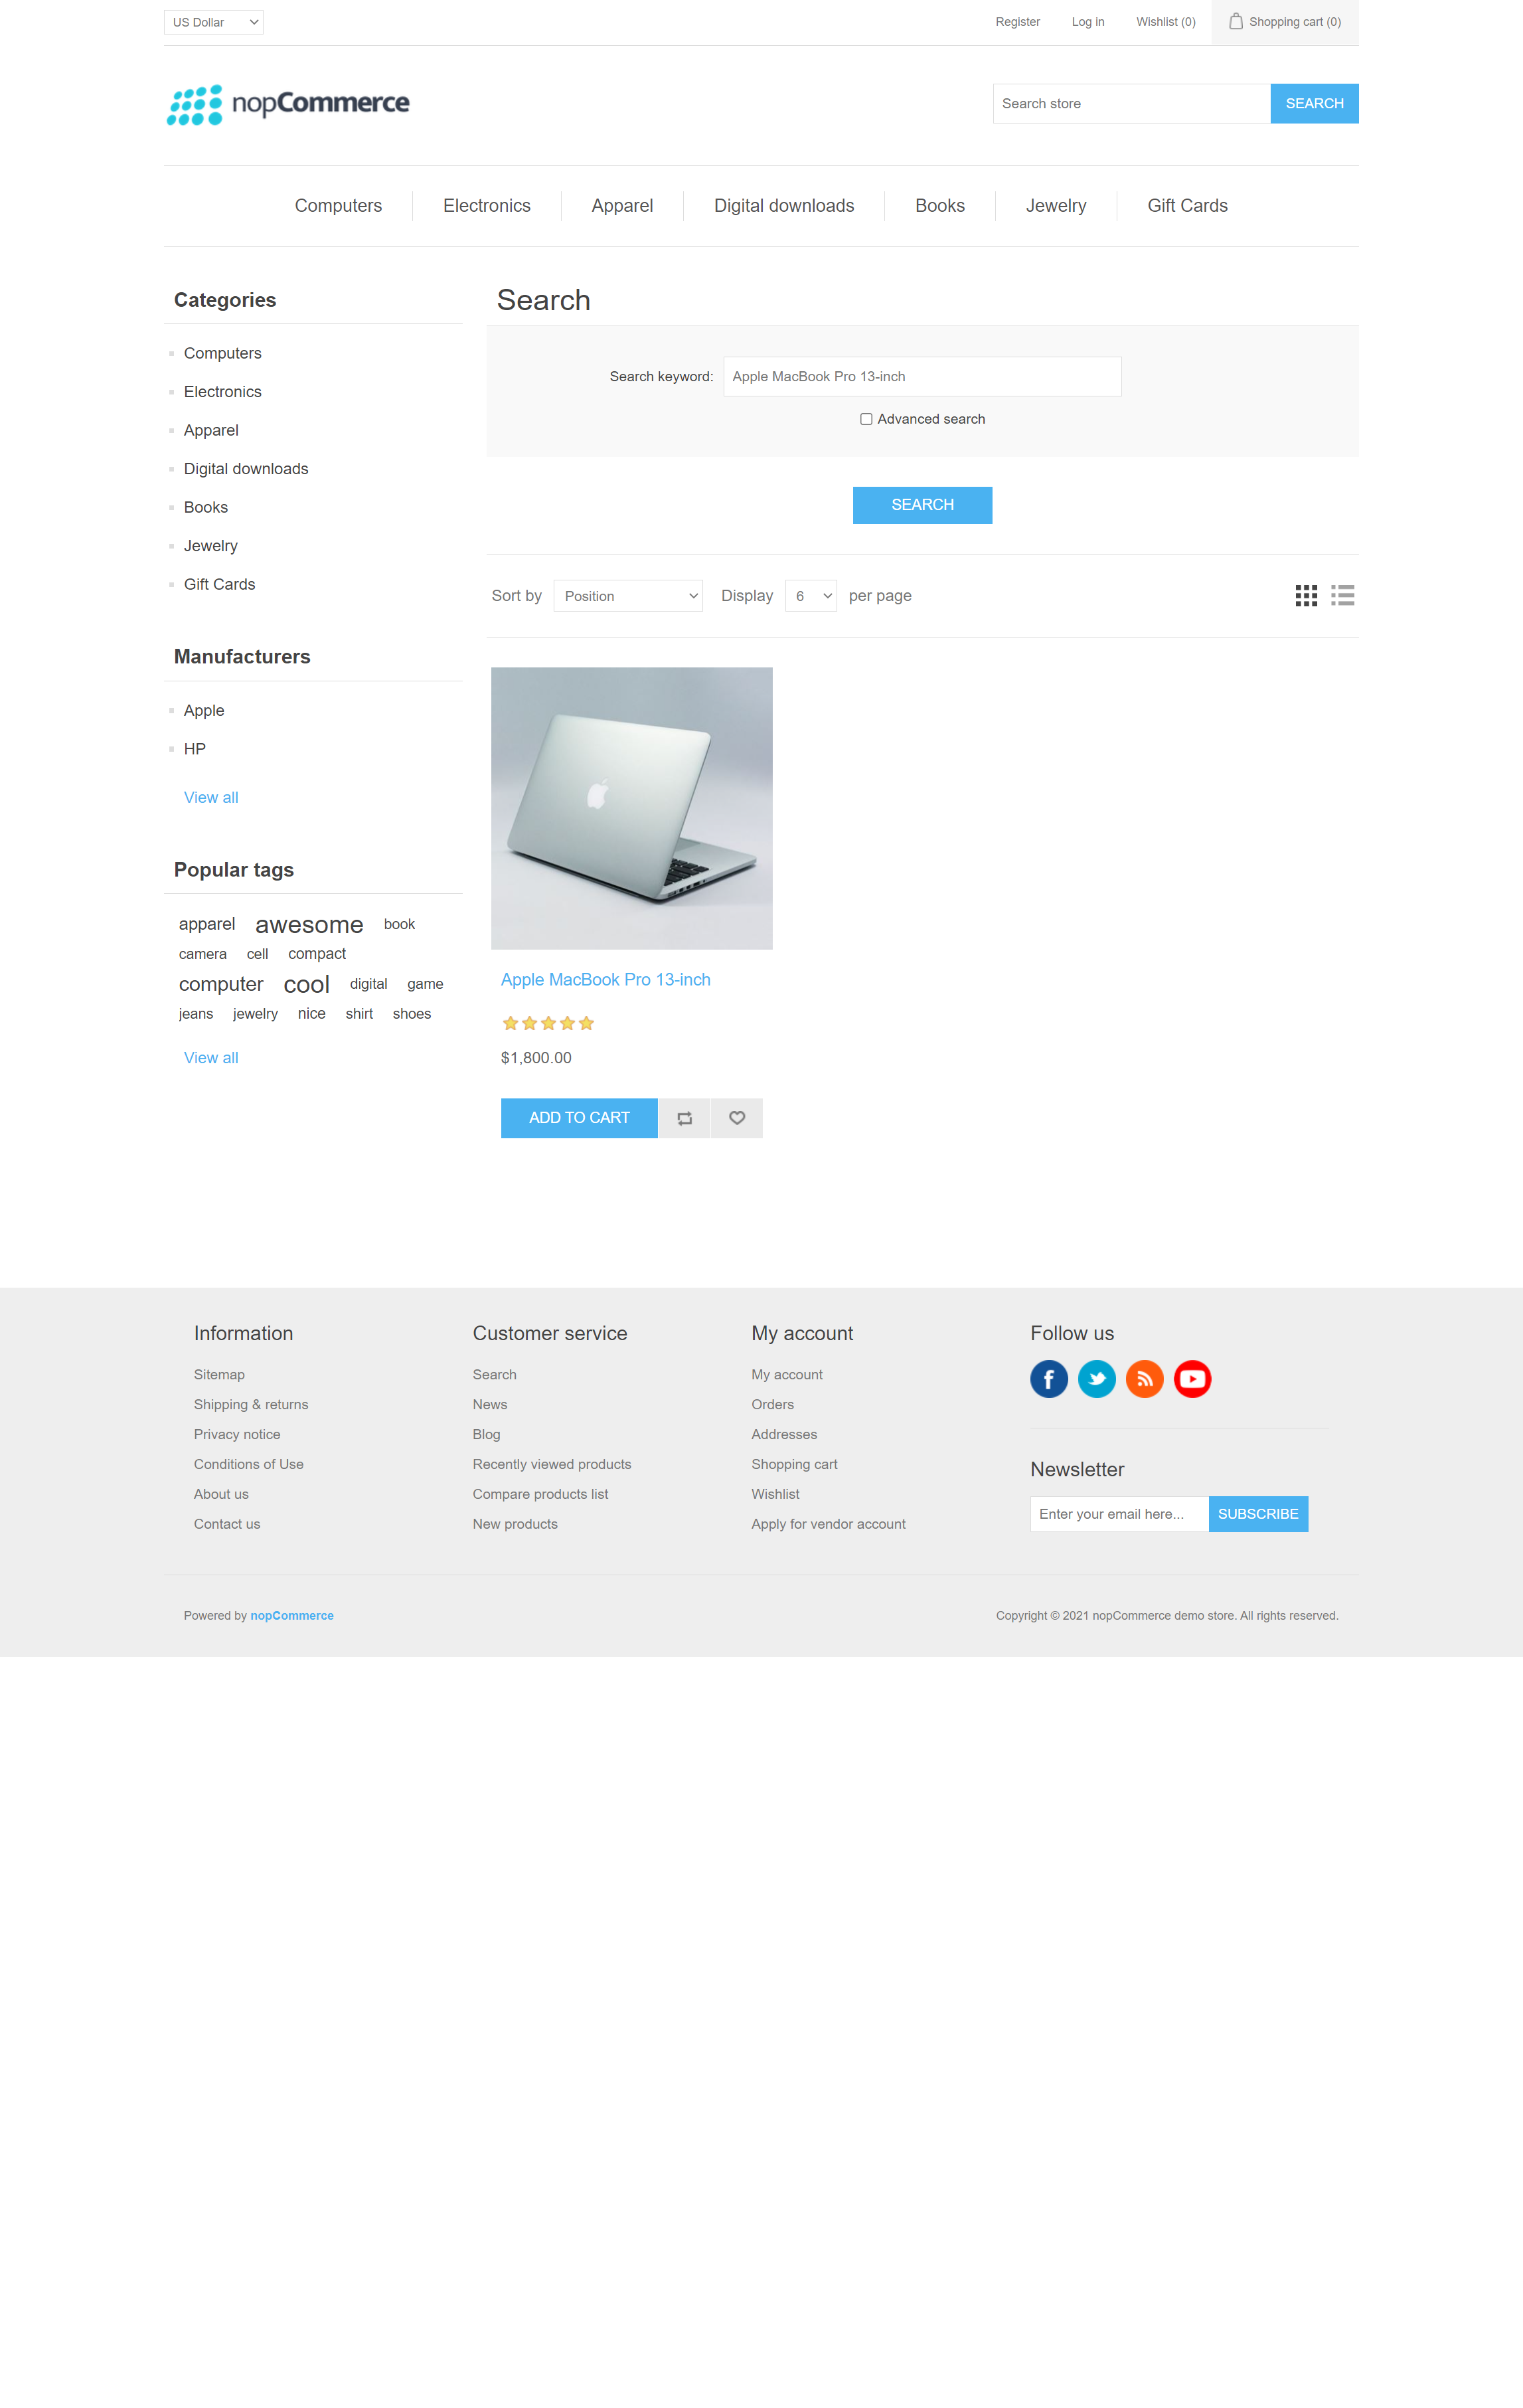 US Dollar
Register
Log in
Wishlist (0)
Shopping cart (0)
nopCommerce
Search store
SEARCH
Computers
Electronics
Apparel
Digital downloads
Books
Jewelry
Gift Cards
Categories
Computers
Electronics
Apparel
Digital downloads
Books
Jewelry
Gift Cards
Manufacturers
Apple
HP
View all
Popular tags
apparel awesome book
camera cell compact
computer cool digital game
jeans jewelry nice shirt shoes
View all
Search
Search keyword: Apple MacBook Pro 13-inch
Advanced search
SEARCH
Sort by Position Display 6 per page
Apple MacBook Pro 13-inch
$1,800.00
ADD TO CART
Information
Sitemap
Shipping & returns
Privacy notice
Conditions of Use
About us
Contact us
Customer service
Search
News
Blog
Recently viewed products
Compare products list
New products
My account
My account
Orders
Addresses
Shopping cart
Wishlist
Apply for vendor account
Follow us
Newsletter
Enter your email here...
SUBSCRIBE
Powered by nopCommerce
Copyright © 2021 nopCommerce demo store. All rights reserved.